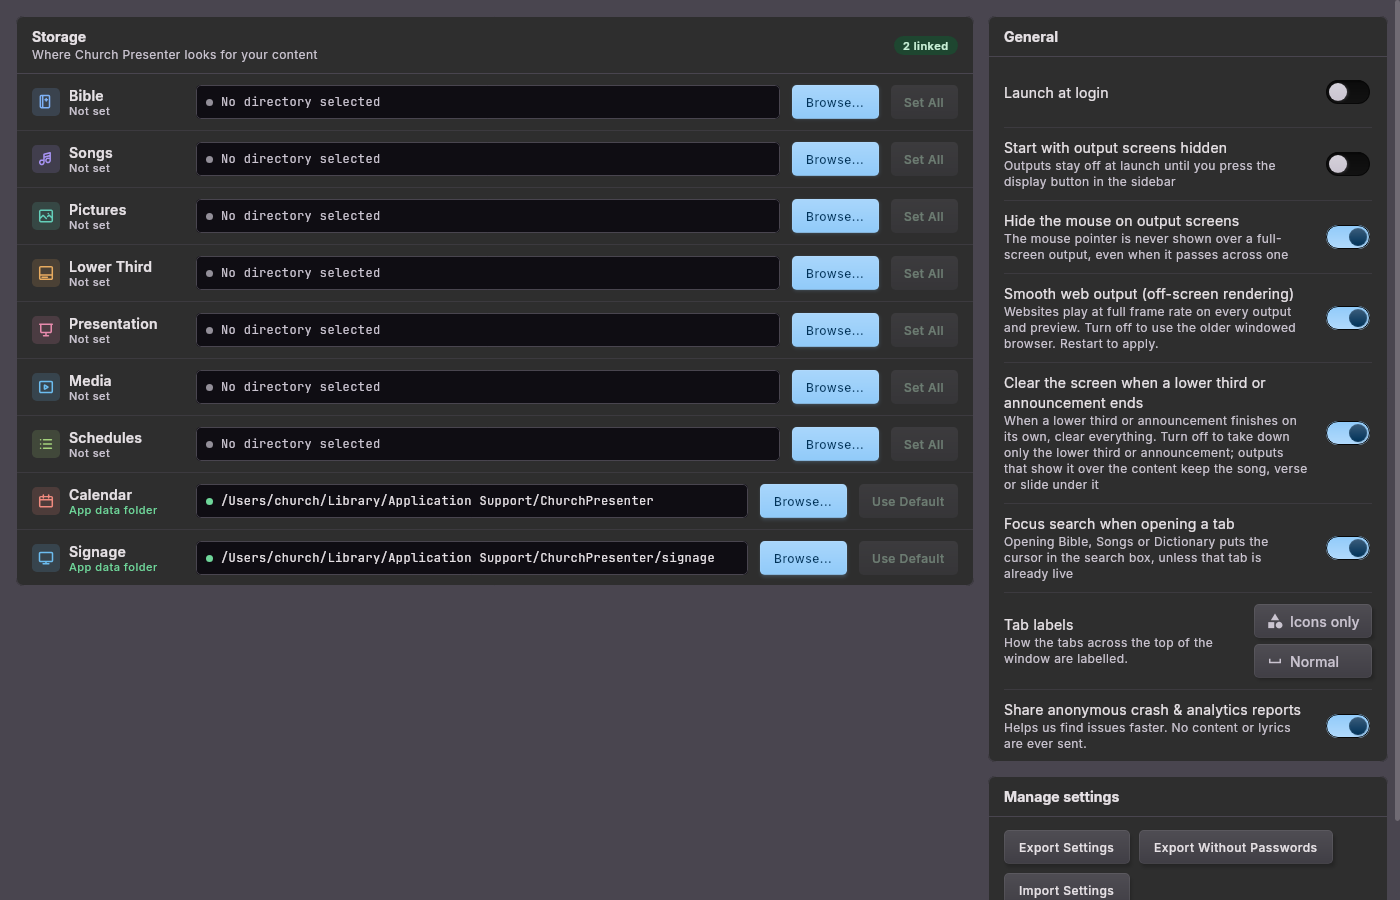 Storage
Where Church Presenter looks for your content
2 linked
Bible
Not set
No directory selected
Browse...
Set All
Songs
Not set
No directory selected
Browse...
Set All
Pictures
Not set
No directory selected
Browse...
Set All
Lower Third
Not set
No directory selected
Browse...
Set All
Presentation
Not set
No directory selected
Browse...
Set All
Media
Not set
No directory selected
Browse...
Set All
Schedules
Not set
No directory selected
Browse...
Set All
Calendar
App data folder
/Users/church/Library/Application Support/ChurchPresenter
Browse...
Use Default
Signage
App data folder
/Users/church/Library/Application Support/ChurchPresenter/signage
Browse...
Use Default
General
Launch at login
Start with output screens hidden
Outputs stay off at launch until you press the
display button in the sidebar
Hide the mouse on output screens
The mouse pointer is never shown over a full-
screen output, even when it passes across one
Smooth web output (off-screen rendering)
Websites play at full frame rate on every output
and preview. Turn off to use the older windowed
browser. Restart to apply.
Clear the screen when a lower third or
announcement ends
When a lower third or announcement finishes on
its own, clear everything. Turn off to take down
only the lower third or announcement; outputs
that show it over the content keep the song, verse
or slide under it
Focus search when opening a tab
Opening Bible, Songs or Dictionary puts the
cursor in the search box, unless that tab is
already live
Tab labels
How the tabs across the top of the
window are labelled.
Icons only
Normal
Share anonymous crash & analytics reports
Helps us find issues faster. No content or lyrics
are ever sent.
Manage settings
Export Settings
Export Without Passwords
Import Settings